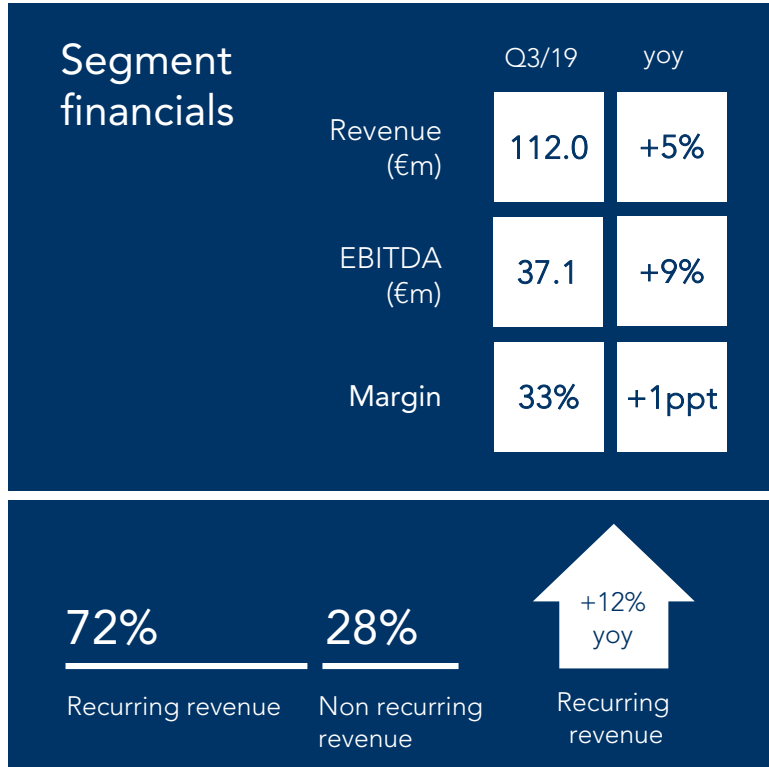 Segment
financials
Q3/19 yoy
Revenue
(€m)
112.0 +5%
EBITDA
(€m)
37.1 +9%
Margin 33% +1ppt
72% 28%
Recurring revenue
Non recurring
revenue
+12%
yoy
Recurring
revenue